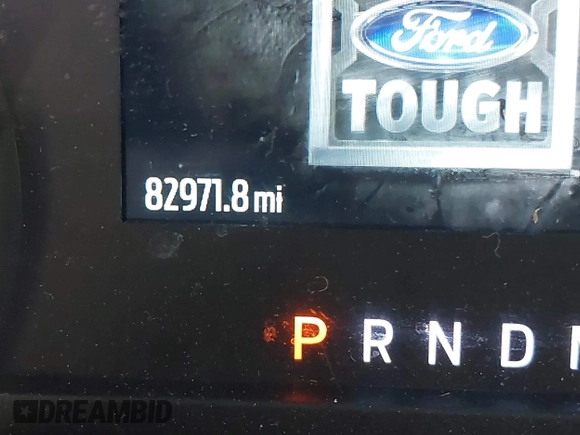 Ford
TOUGH
82971.8 mi
P R N D M
DREAMBID